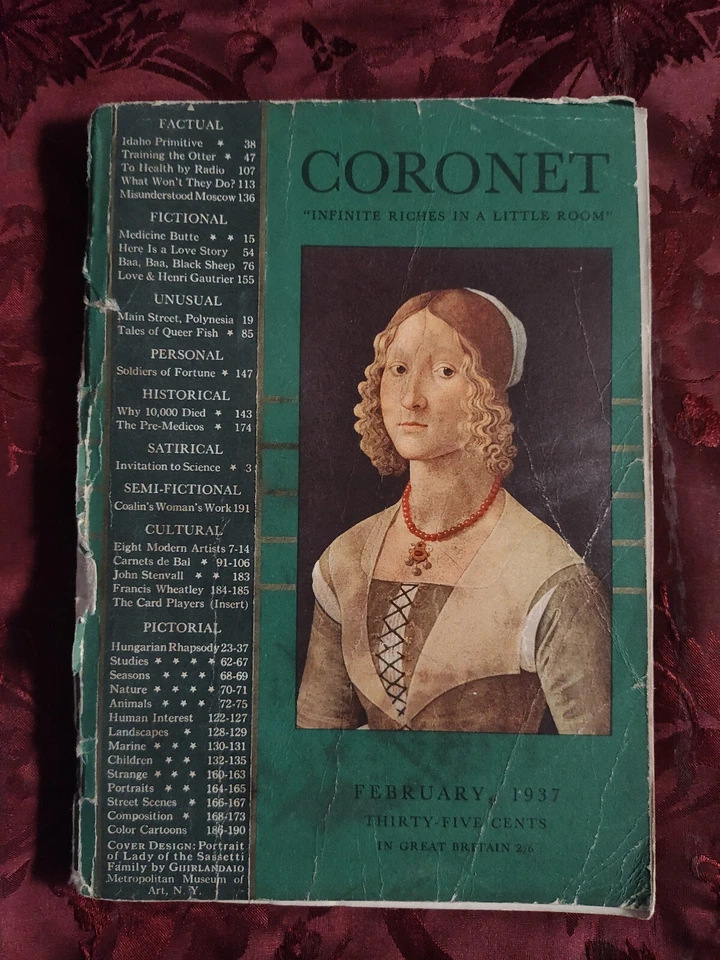 FACTUAL
Idaho Primitive ★ 38
Training the Otter ★ 47
To Health by Radio 107
What Won't They Do? 113
Misunderstood Moscow 136
FICTIONAL
Medicine Butte ★ ★ 15
Here Is a Love Story 54
Baa, Baa, Black Sheep 76
Love & Henri Gautrier 155
UNUSUAL
Main Street, Polynesia 19
Tales of Queer Fish ★ 85
PERSONAL
Soldiers of Fortune ★ 147
HISTORICAL
Why 10,000 Died ★ 143
The Pre-Medicos ★ 174
SATIRICAL
Invitation to Science ★ 3
SEMI-FICTIONAL
Coalin's Woman's Work 191
CULTURAL
Eight Modern Artists 7-14
Carnets de Bal ★ 91-106
John Stenvall ★ ★ 183
Francis Wheatley 184-185
The Card Players (Insert)
PICTORIAL
Hungarian Rhapsody 23-37
Studies ★ ★ ★ ★ 62-67
Seasons ★ ★ ★ 68-69
Nature ★ ★ ★ ★ 70-71
Animals ★ ★ ★ 72-75
Human Interest 122-127
Landscapes ★ 128-129
Marine ★ ★ ★ 130-131
Children ★ ★ 132-135
Strange ★ ★ ★ 160-163
Portraits ★ ★ 164-165
Street Scenes ★ 166-167
Composition ★ 168-173
Color Cartoons 186-190
COVER DESIGN: Portrait
of Lady of the Sassetti
Family by GHIRLANDAIO
Metropolitan Museum of
Art, N. Y.
CORONET
"INFINITE RICHES IN A LITTLE ROOM"
FEBRUARY, 1937
THIRTY-FIVE CENTS
IN GREAT BRITAIN 2/6